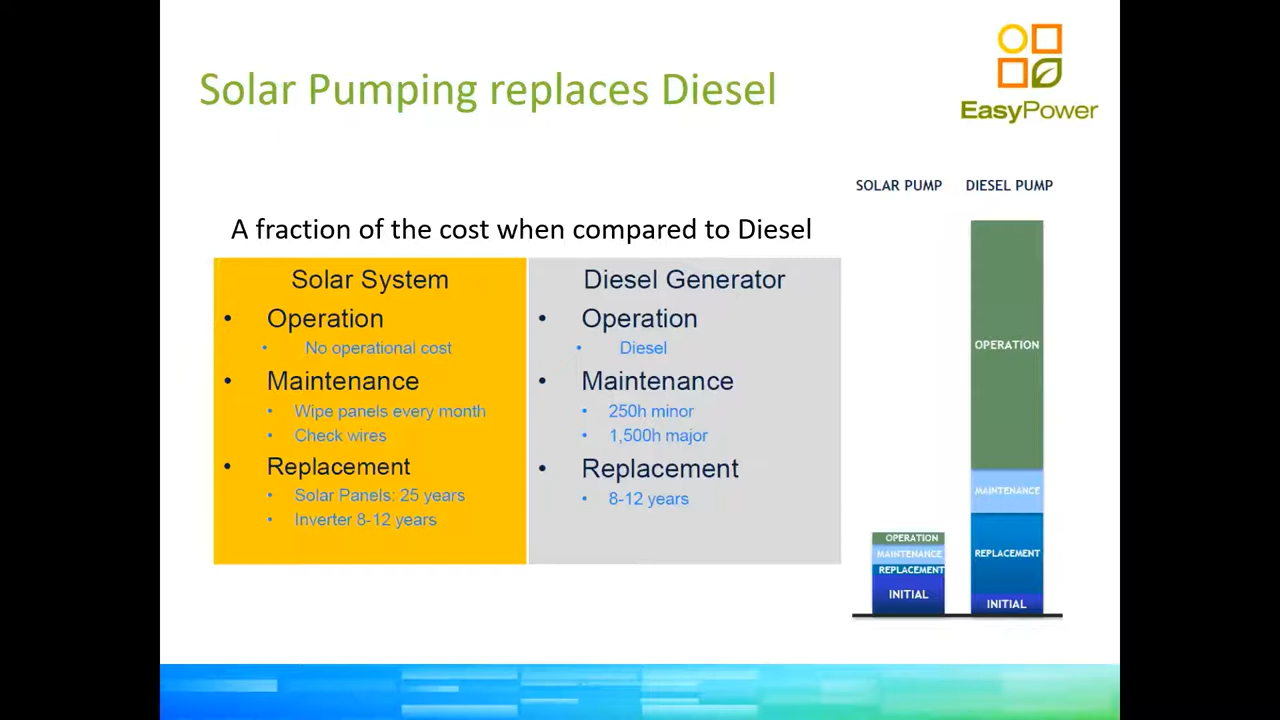 Solar Pumping replaces Diesel
EasyPower
A fraction of the cost when compared to Diesel
Solar System
• Operation
• No operational cost
• Maintenance
• Wipe panels every month
• Check wires
• Replacement
• Solar Panels: 25 years
• Inverter 8-12 years
Diesel Generator
• Operation
• Diesel
• Maintenance
• 250h minor
• 1,500h major
• Replacement
• 8-12 years
SOLAR PUMP
OPERATION
MAINTENANCE
REPLACEMENT
INITIAL
DIESEL PUMP
OPERATION
MAINTENANCE
REPLACEMENT
INITIAL